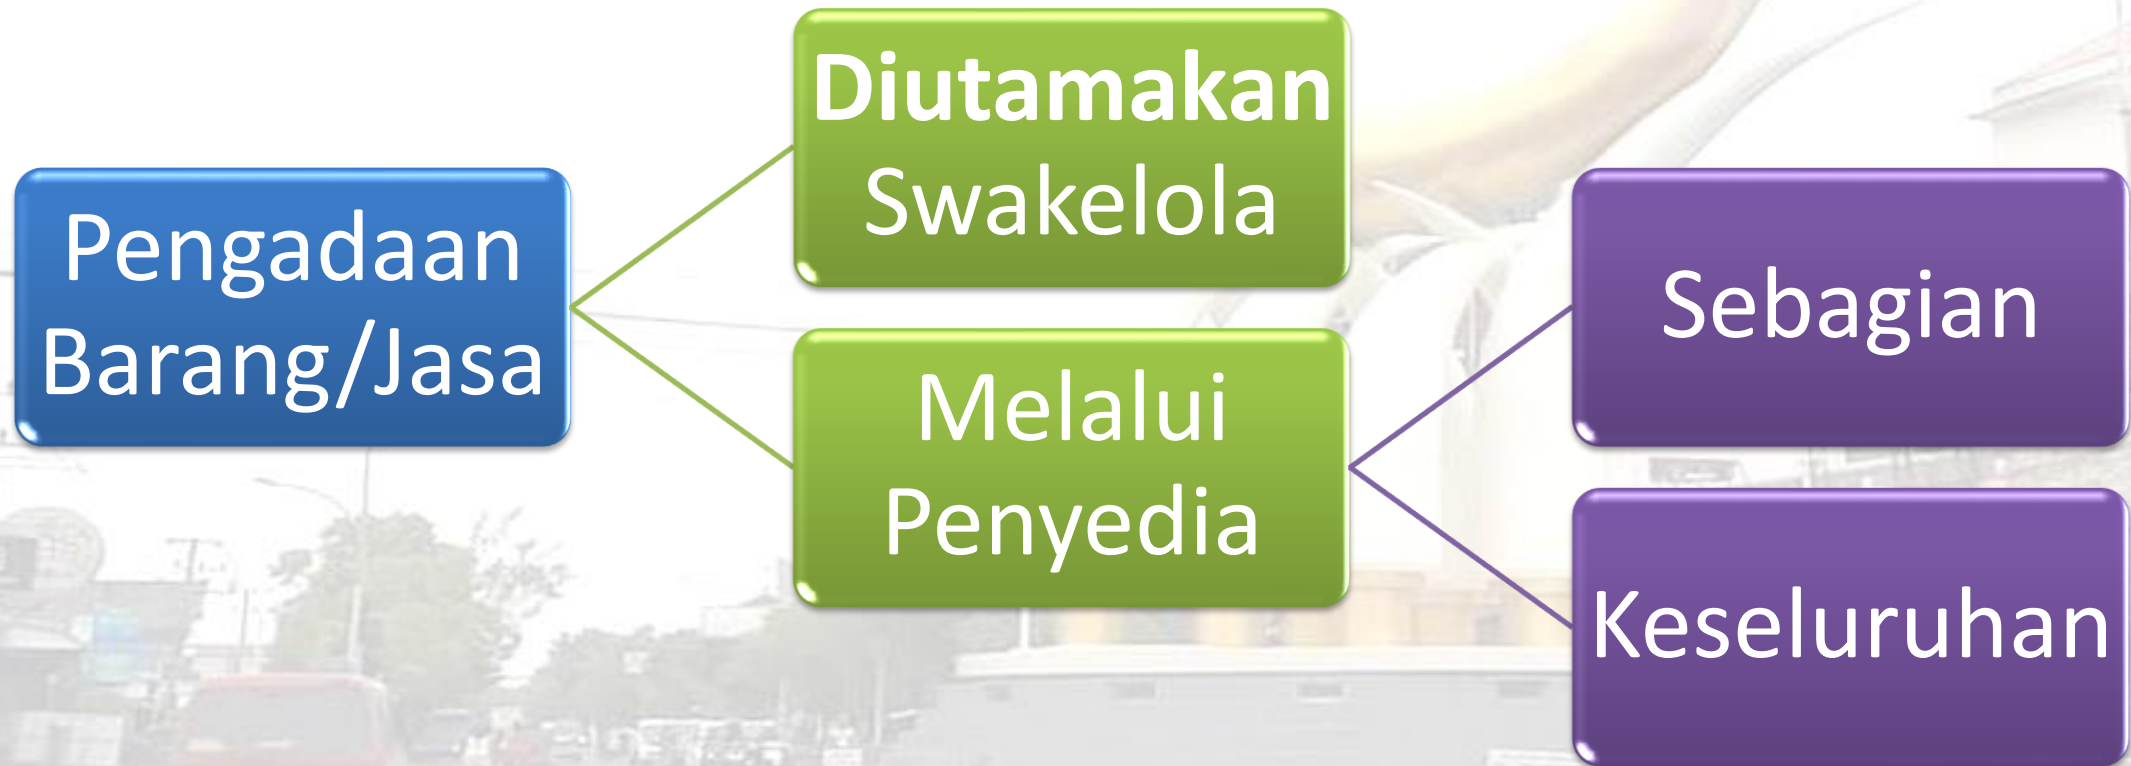 Pengadaan
Barang/Jasa
Diutamakan
Swakelola
Melalui
Penyedia
Sebagian
Keseluruhan